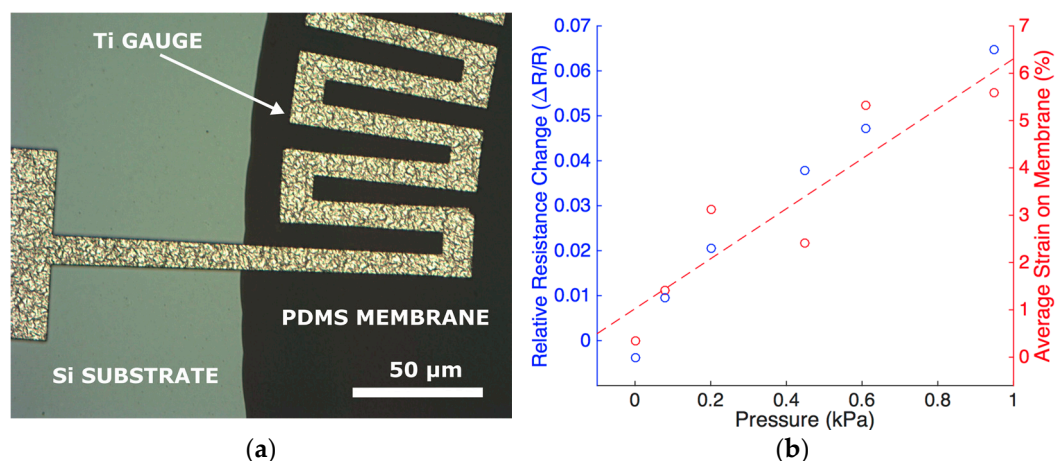 Ti GAUGE
PDMS MEMBRANE
50 µm
Si SUBSTRATE
(a)
Relative Resistance Change (ΔR/R)
0.07
0.06
0.05
0.04
0.03
0.02
0.01
0
7
6
5
4
3
2
1
0
Average Strain on Membrane (%)
0 0.2 0.4 0.6 0.8 1
Pressure (kPa)
(b)